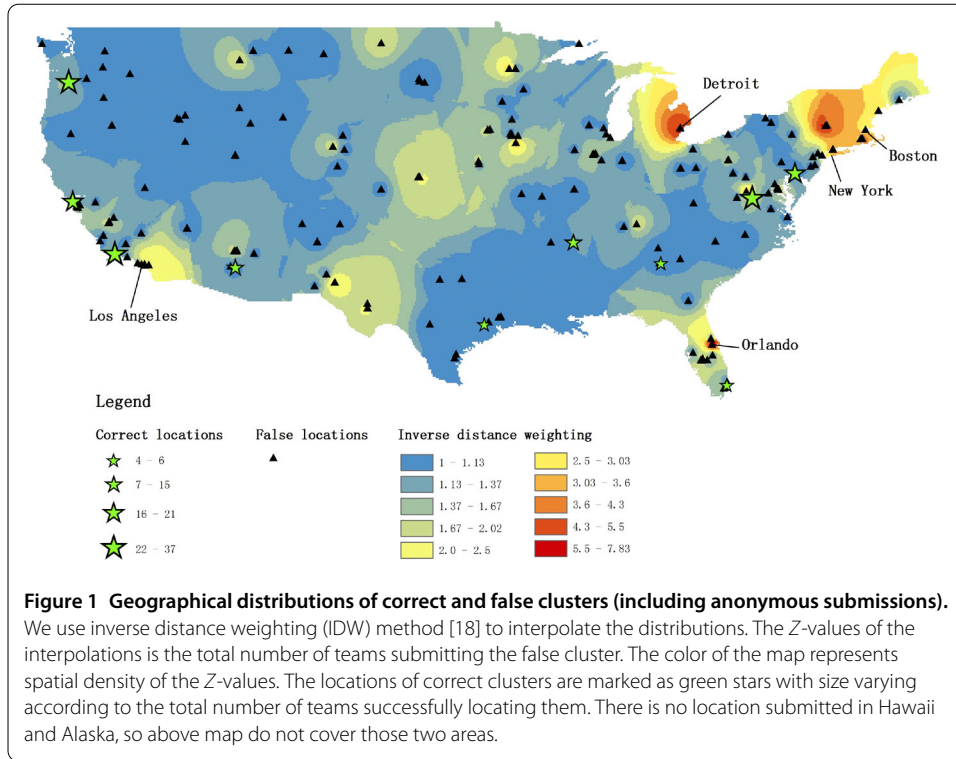 Detroit
Boston
New York
Los Angeles
Orlando
Legend
Correct locations
4 - 6
7 - 15
16 - 21
22 - 37
False locations
Inverse distance weighting
1 - 1.13
1.13 - 1.37
1.37 - 1.67
1.67 - 2.02
2.0 - 2.5
2.5 - 3.03
3.03 - 3.6
3.6 - 4.3
4.3 - 5.5
5.5 - 7.83
Figure 1 Geographical distributions of correct and false clusters (including anonymous submissions).
We use inverse distance weighting (IDW) method [18] to interpolate the distributions. The Z-values of the
interpolations is the total number of teams submitting the false cluster. The color of the map represents
spatial density of the Z-values. The locations of correct clusters are marked as green stars with size varying
according to the total number of teams successfully locating them. There is no location submitted in Hawaii
and Alaska, so above map do not cover those two areas.